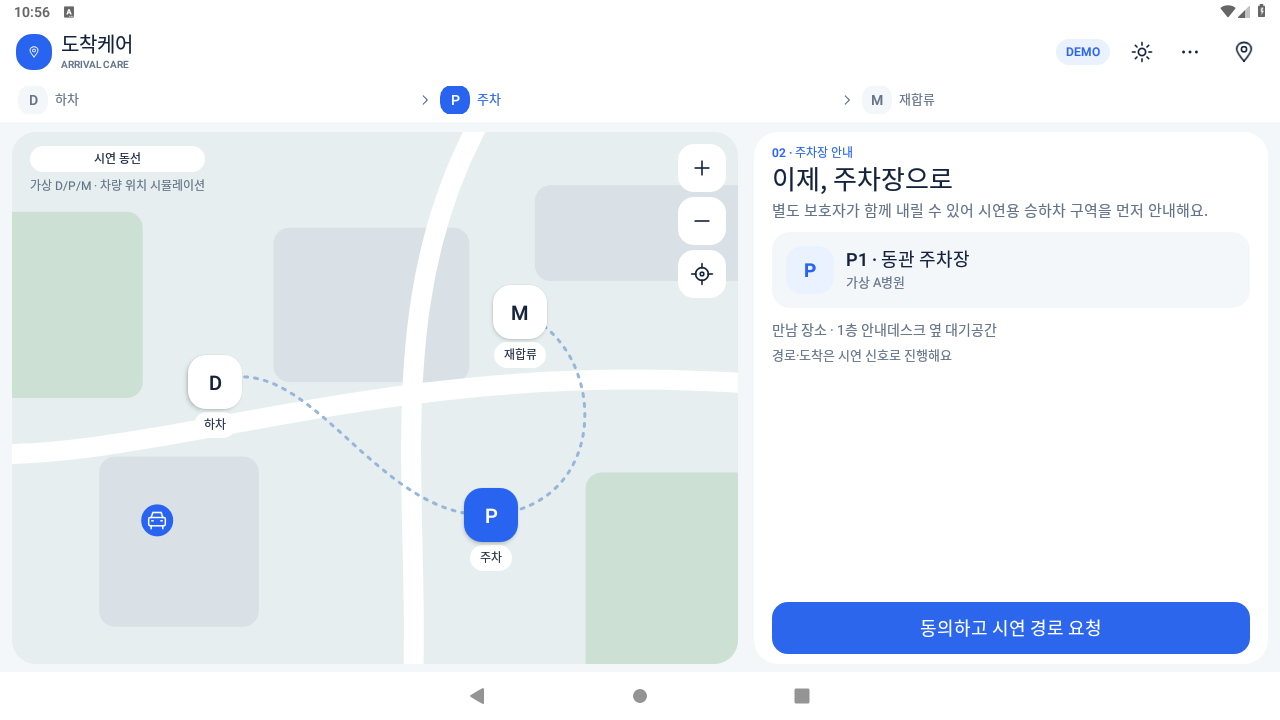 10:56
도착케어
ARRIVAL CARE
DEMO
D 하차
P 주차
M 재합류
시연 동선
가상 D/P/M · 차량 위치 시뮬레이션
M
재합류
D
하차
P
주차
02 · 주차장 안내
이제, 주차장으로
별도 보호자가 함께 내릴 수 있어 시연용 승하차 구역을 먼저 안내해요.
P
P1 · 동관 주차장
가상 A병원
만남 장소 · 1층 안내데스크 옆 대기공간
경로·도착은 시연 신호로 진행해요
동의하고 시연 경로 요청